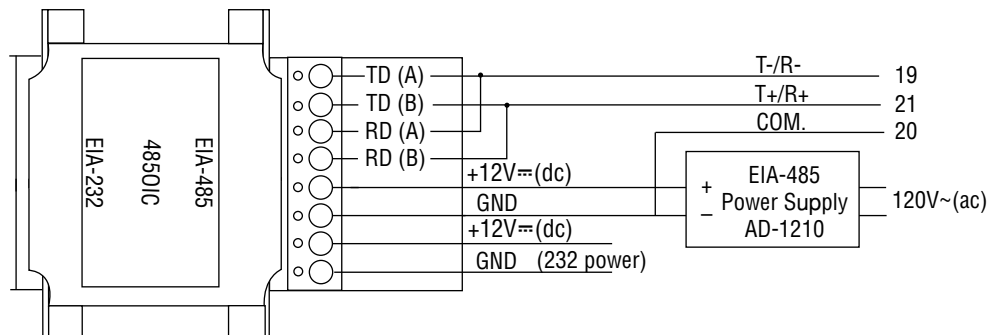 EIA-485
485OIC
EIA-232
TD (A)
TD (B)
RD (A)
RD (B)
+12V⎓(dc)
GND
+12V⎓(dc)
GND (232 power)
T-/R- 19
T+/R+ 21
COM. 20
+ EIA-485
Power Supply
– AD-1210
120V~(ac)